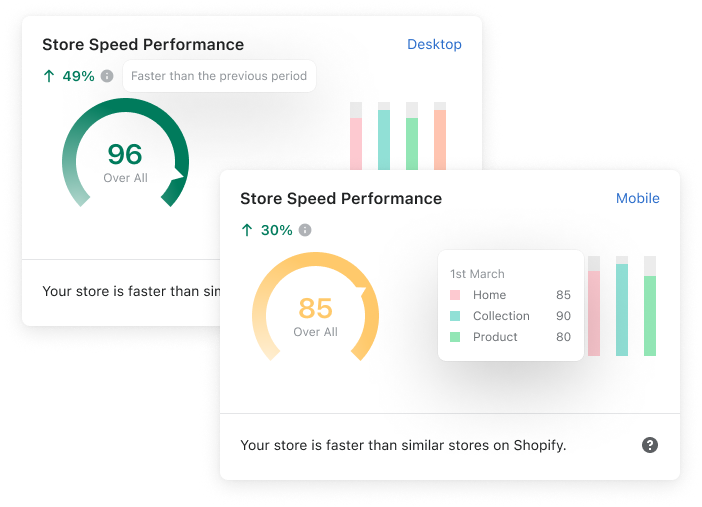 Store Speed Performance
Desktop
49%
Faster than the previous period
96
Over All
Your store is faster than
Store Speed Performance
Mobile
30%
85
Over All
1st March
Home 85
Collection 90
Product 80
Your store is faster than similar stores on Shopify.